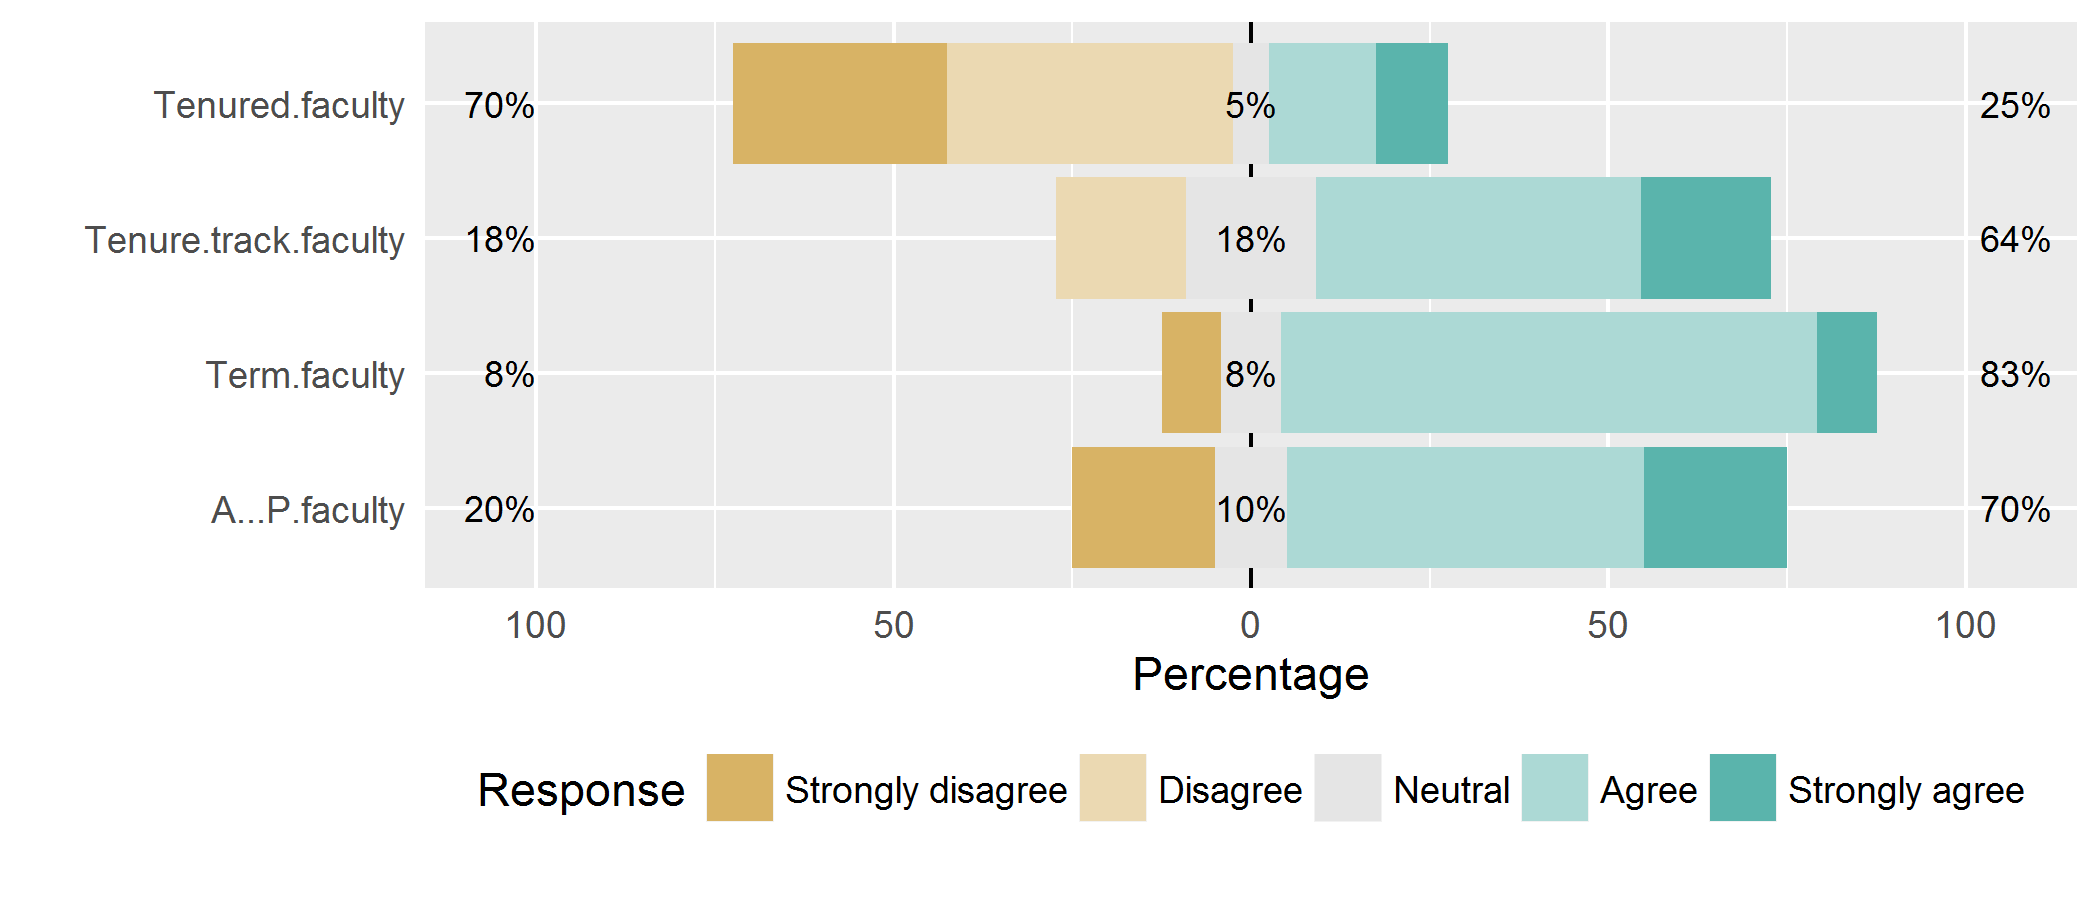 Tenured.faculty 70% 5% 25%
Tenure.track.faculty 18% 18% 64%
Term.faculty 8% 8% 83%
A...P.faculty 20% 10% 70%
100 50 0 50 100
Percentage
Response Strongly disagree Disagree Neutral Agree Strongly agree